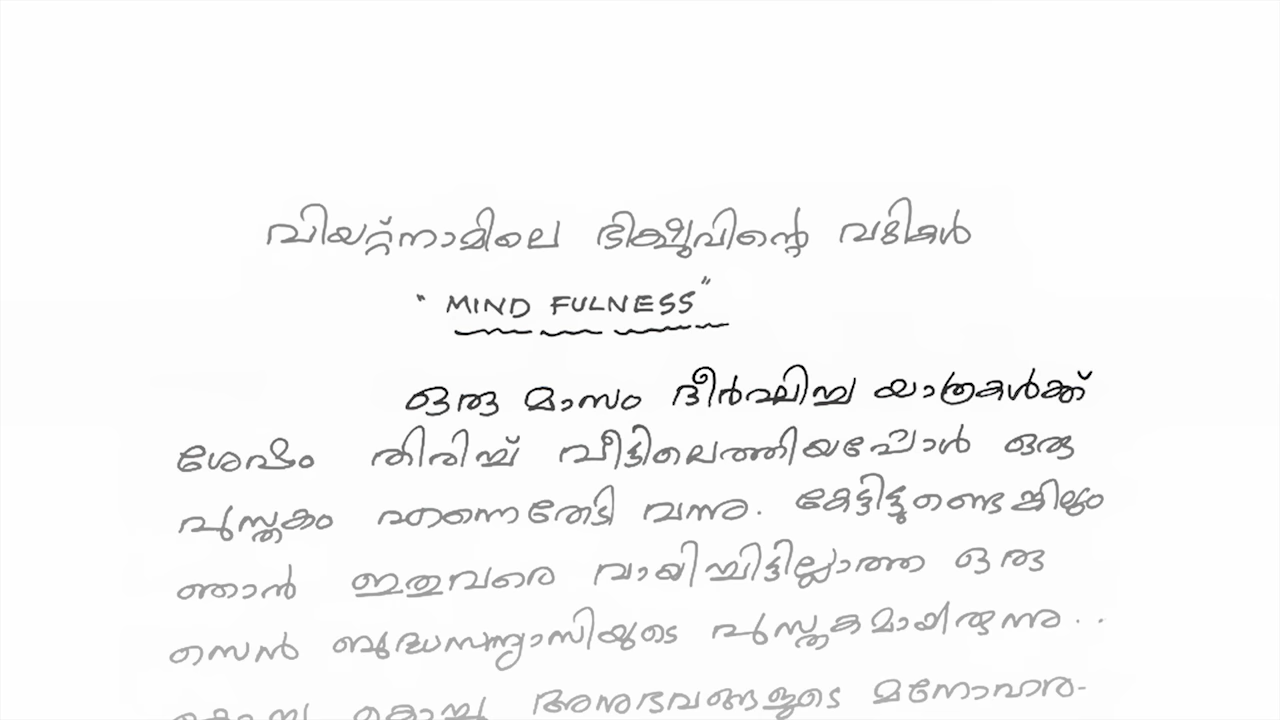 വിയറ്റ്നാമിലെ ഭിക്ഷുവിന്റെ വഴികൾ
"MIND FULNESS"
ഒരു മാസം ദീർഘിച്ച യാത്രകൾക്ക്
ശേഷം തിരിച്ച് വീട്ടിലെത്തിയപ്പോൾ ഒരു
പുസ്തകം എന്നെതേടി വന്നു. കേട്ടിട്ടുണ്ടെങ്കിലും
ഞാൻ ഇതുവരെ വായിച്ചിട്ടില്ലാത്ത ഒരു
സെൻ ബുദ്ധസന്യാസിയുടെ പുസ്തകമായിരുന്നു..
കൊച്ചു കൊച്ചു അനുഭവങ്ങളുടെ മനോഹര-